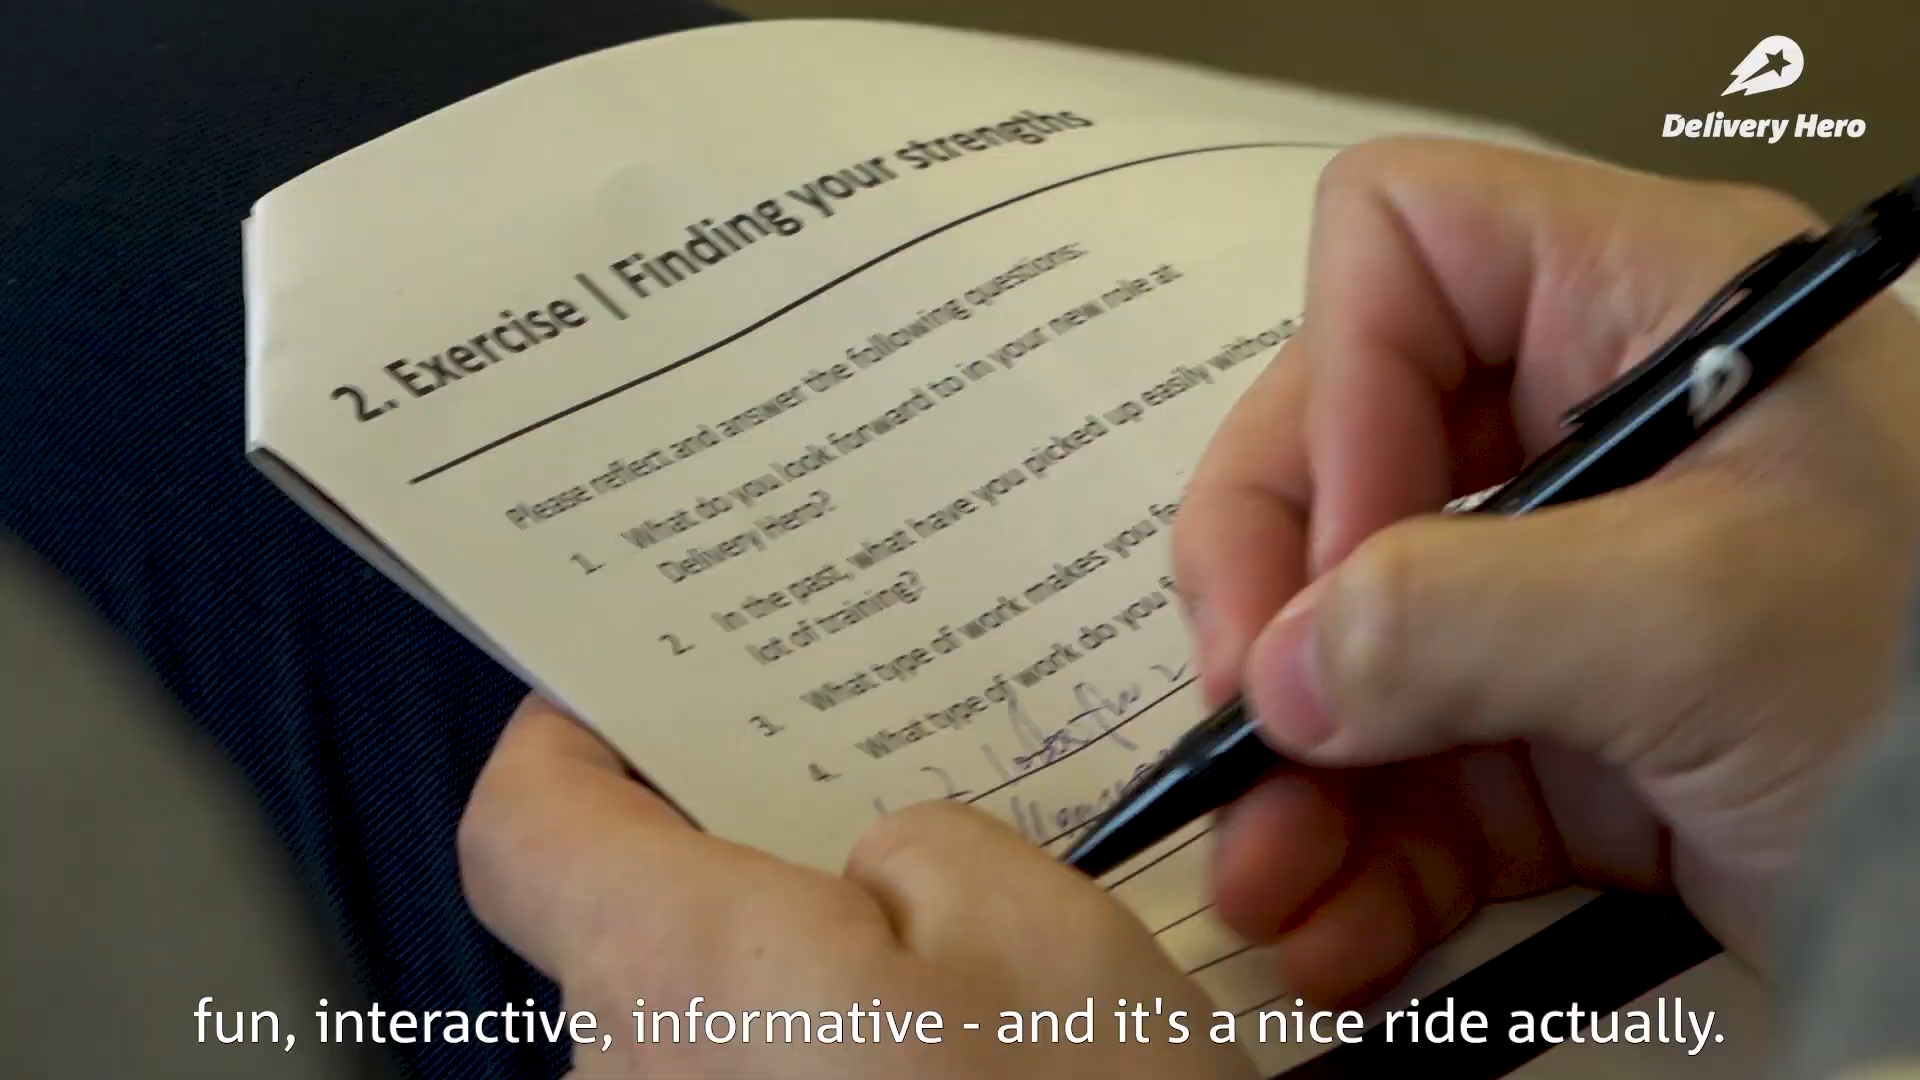 Delivery Hero
2. Exercise | Finding your strengths
Please reflect and answer the following questions:
1. What do you look forward to in your new role at
Delivery Hero?
2. In the past, what have you picked up easily without
lot of training?
3. What type of work makes you
4. What type of work do you
fun, interactive, informative - and it's a nice ride actually.